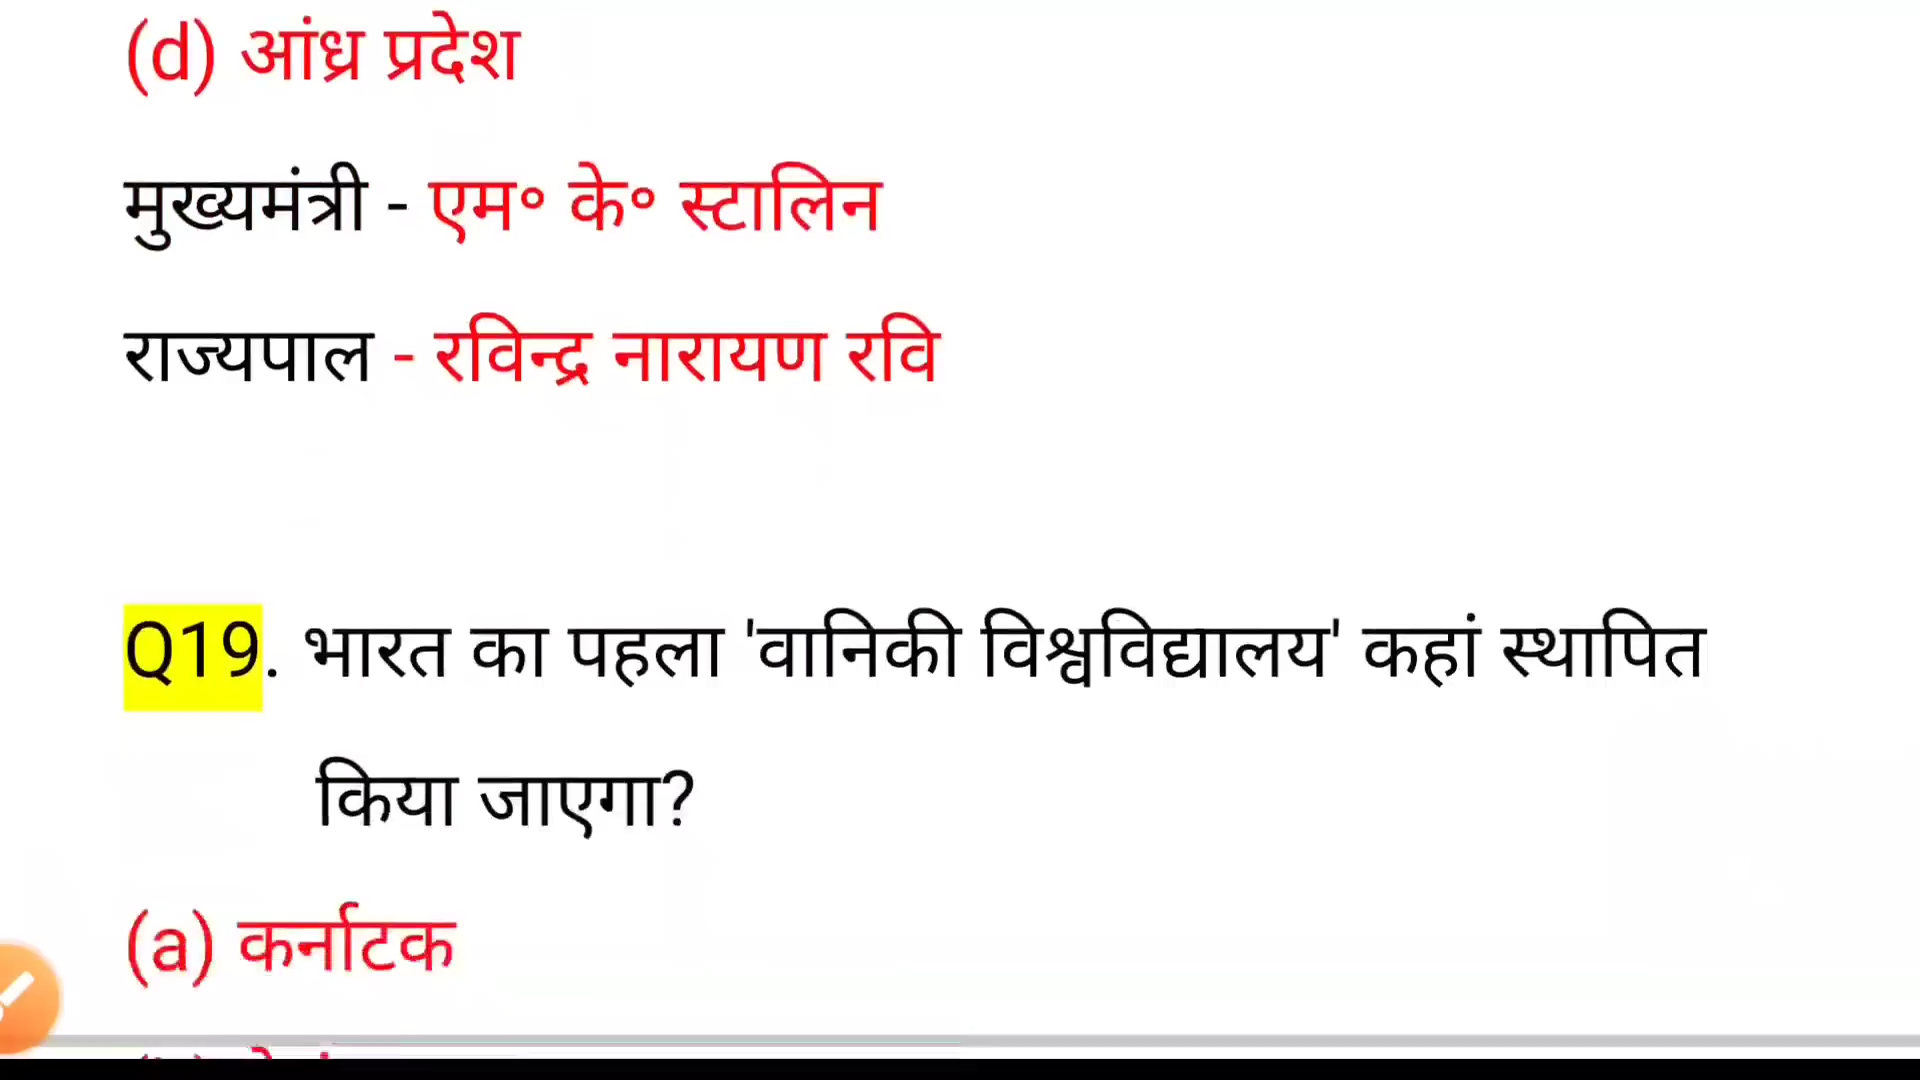 (d) आंध्र प्रदेश
मुख्यमंत्री - एम॰ के॰ स्टालिन
राज्यपाल - रविन्द्र नारायण रवि
Q19. भारत का पहला 'वानिकी विश्वविद्यालय' कहां स्थापित
किया जाएगा?
(a) कर्नाटक